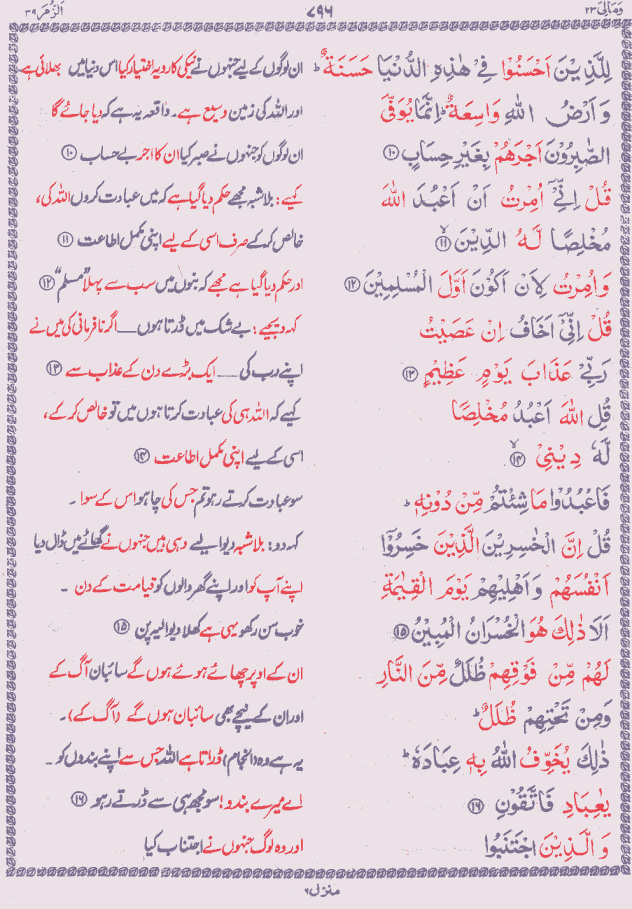 وَمَالِیَ ۲۳
۷۹۶
اَلزُّمَر ۳۹
لِلَّذِيْنَ اَحْسَنُوْا فِيْ هٰذِهِ الدُّنْيَا حَسَنَةٌ ؕ
ان لوگوں کے لیے جنہوں نے نیکی کا رویہ اختیار کیا اس دنیا میں بھلائی ہے
وَاَرْضُ اللّٰهِ وَاسِعَةٌ ؕ اِنَّمَا يُوَفَّى
اور اللہ کی زمین وسیع ہے۔ واقعہ یہ ہے کہ دیا جائے گا
الصّٰبِرُوْنَ اَجْرَهُمْ بِغَيْرِ حِسَابٍ ۝۱۰
ان لوگوں کو جنہوں نے صبر کیا ان کا اجر بے حساب ۝۱۰
قُلْ اِنِّيْٓ اُمِرْتُ اَنْ اَعْبُدَ اللّٰهَ
کہیے: بلاشبہ مجھے حکم دیا گیا ہے کہ میں عبادت کروں اللہ کی،
مُخْلِصًا لَّهُ الدِّيْنَ ۝۱۱
خالص کر کے صرف اسی کے لیے اپنی مکمل اطاعت ۝۱۱
وَاُمِرْتُ لِاَنْ اَكُوْنَ اَوَّلَ الْمُسْلِمِيْنَ ۝۱۲
اور حکم دیا گیا ہے مجھے کہ بنوں میں سب سے پہلا ”مسلم“ ۝۱۲
قُلْ اِنِّيْٓ اَخَافُ اِنْ عَصَيْتُ
کہہ دیجیے: بے شک میں ڈرتا ہوں ــــ اگر نافرمانی کی میں نے
رَبِّيْ عَذَابَ يَوْمٍ عَظِيْمٍ ۝۱۳
اپنے رب کی ــــ ایک بڑے دن کے عذاب سے ۝۱۳
قُلِ اللّٰهَ اَعْبُدُ مُخْلِصًا
کہیے کہ اللہ ہی کی عبادت کرتا ہوں میں تو خالص کر کے،
لَّهٗ دِيْنِيْ ۝۱۴
اسی کے لیے اپنی مکمل اطاعت ۝۱۴
فَاعْبُدُوْا مَا شِئْتُمْ مِّنْ دُوْنِهٖ ؕ
سو عبادت کرتے رہو تم جس کی چاہو اس کے سوا ۔
قُلْ اِنَّ الْخٰسِرِيْنَ الَّذِيْنَ خَسِرُوْٓا
کہہ دو: بلاشبہ دیوالیے وہی ہیں جنہوں نے گھاٹے میں ڈال دیا
اَنْفُسَهُمْ وَاَهْلِيْهِمْ يَوْمَ الْقِيٰمَةِ
اپنے آپ کو اور اپنے گھر والوں کو قیامت کے دن ۔
اَلَا ذٰلِكَ هُوَ الْخُسْرَانُ الْمُبِيْنُ ۝۱۵
خوب سن رکھو یہی ہے کھلا دیوالیہ پن ۝۱۵
لَهُمْ مِّنْ فَوْقِهِمْ ظُلَلٌ مِّنَ النَّارِ
ان کے اوپر چھائے ہوئے ہوں گے سائبان آگ کے
وَمِنْ تَحْتِهِمْ ظُلَلٌ ؕ
اور ان کے نیچے بھی سائبان ہوں گے (آگ کے)۔
ذٰلِكَ يُخَوِّفُ اللّٰهُ بِهٖ عِبَادَهٗ ؕ
یہ ہے وہ (انجام) ڈراتا ہے اللہ جس سے اپنے بندوں کو ۔
يٰعِبَادِ فَاتَّقُوْنِ ۝۱۶
اے میرے بندو! سو مجھ ہی سے ڈرتے رہو ۝۱۶
وَالَّذِيْنَ اجْتَنَبُوا
اور وہ لوگ جنہوں نے اجتناب کیا
منزل ۶